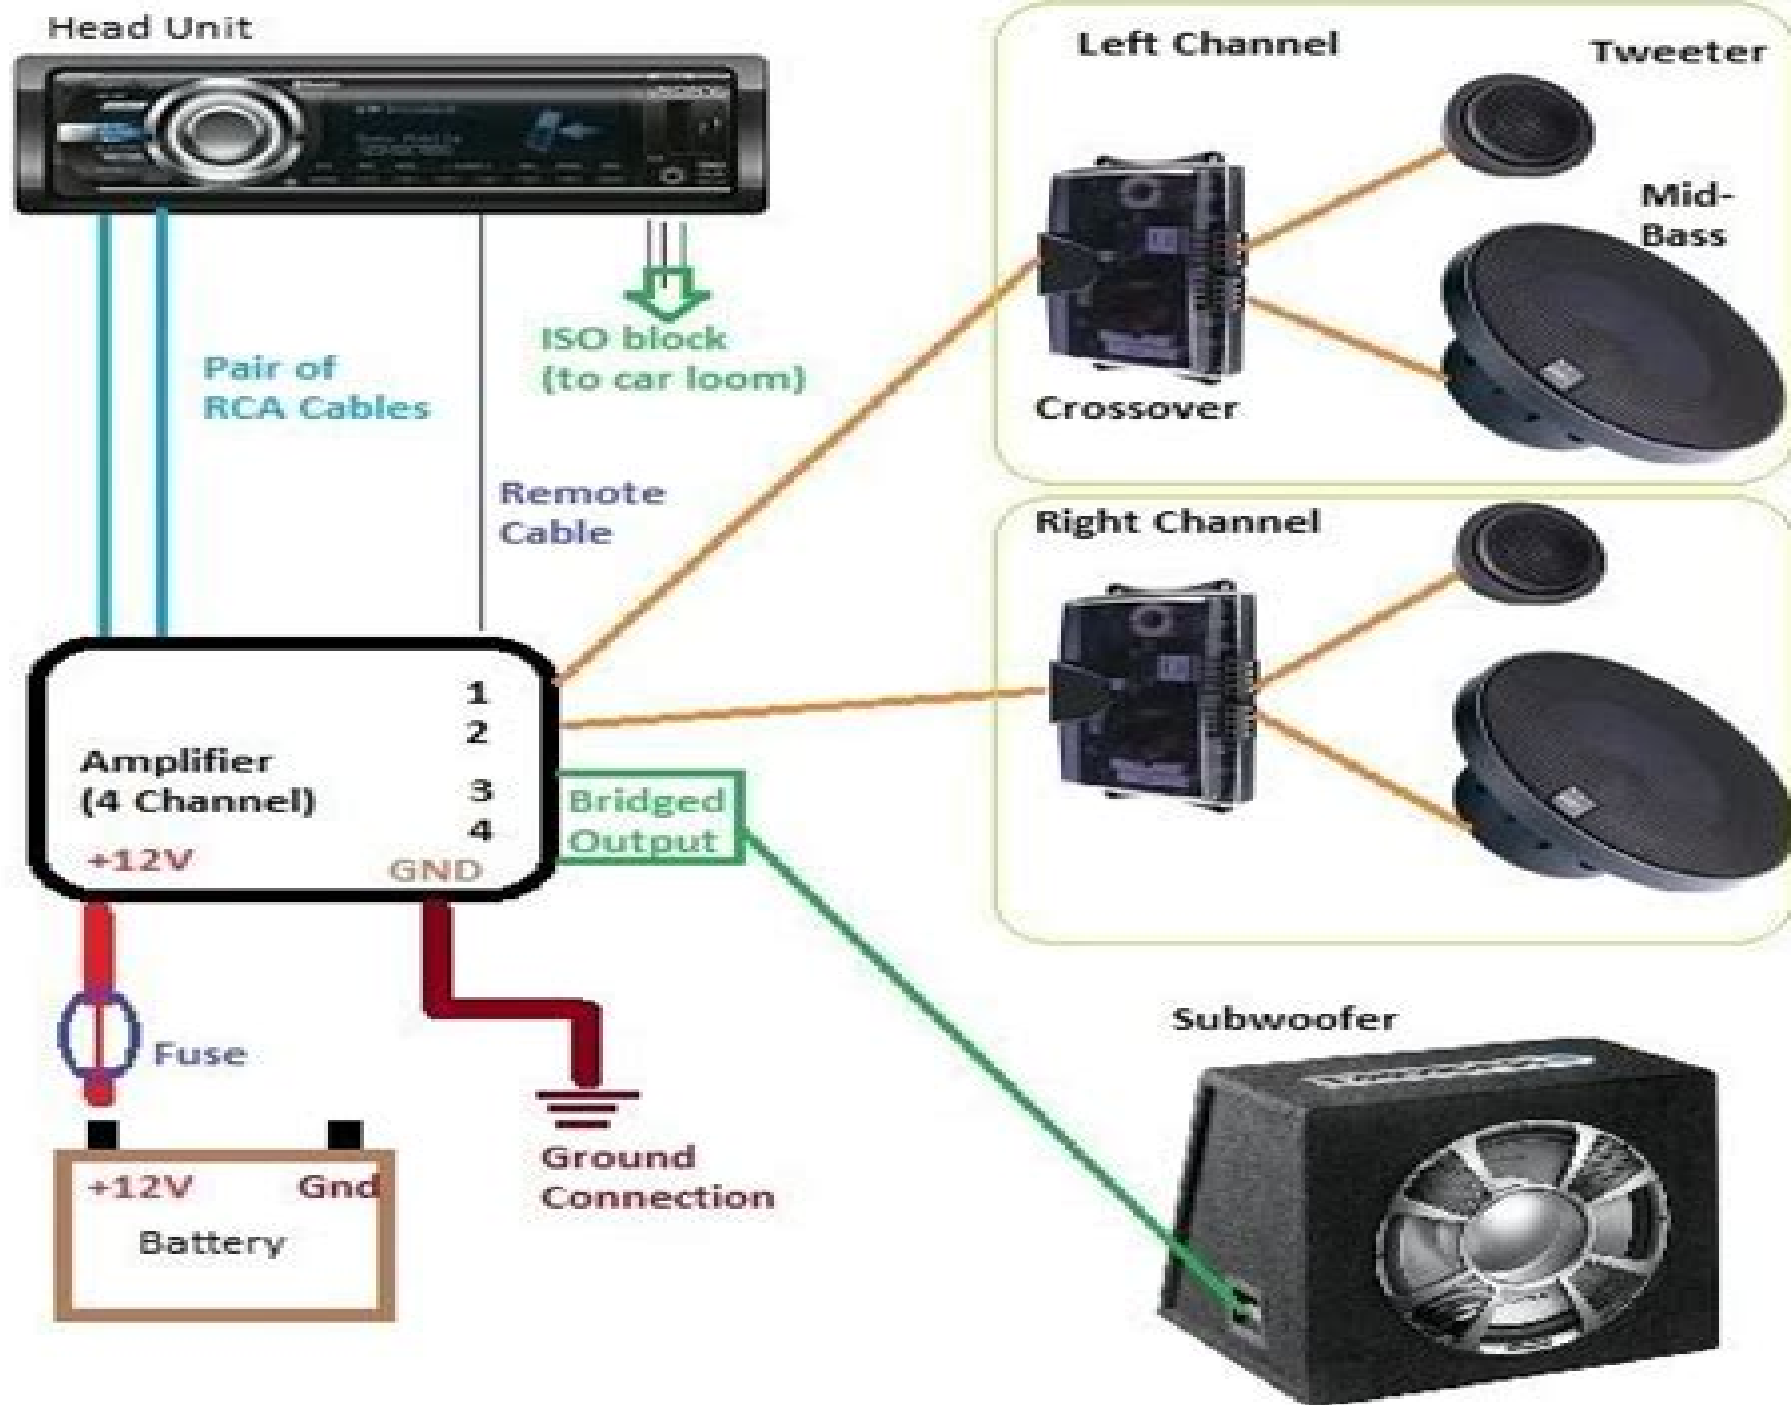 Head Unit
Left Channel
Tweeter
Mid-
Bass
Crossover
ISO block
(to car loom)
Pair of
RCA Cables
Remote
Cable
Right Channel
1
2
3
4
Amplifier
(4 Channel)
+12V
GND
Bridged
Output
Fuse
Subwoofer
Ground
Connection
+12V
Gnd
Battery